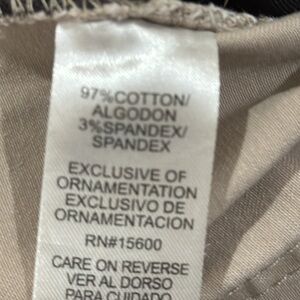 97%COTTON/
ALGODON
3%SPANDEX/
SPANDEX
EXCLUSIVE OF
ORNAMENTATION
EXCLUSIVO DE
ORNAMENTACION
RN#15600
CARE ON REVERSE
VER AL DORSO
PARA CUIDADO